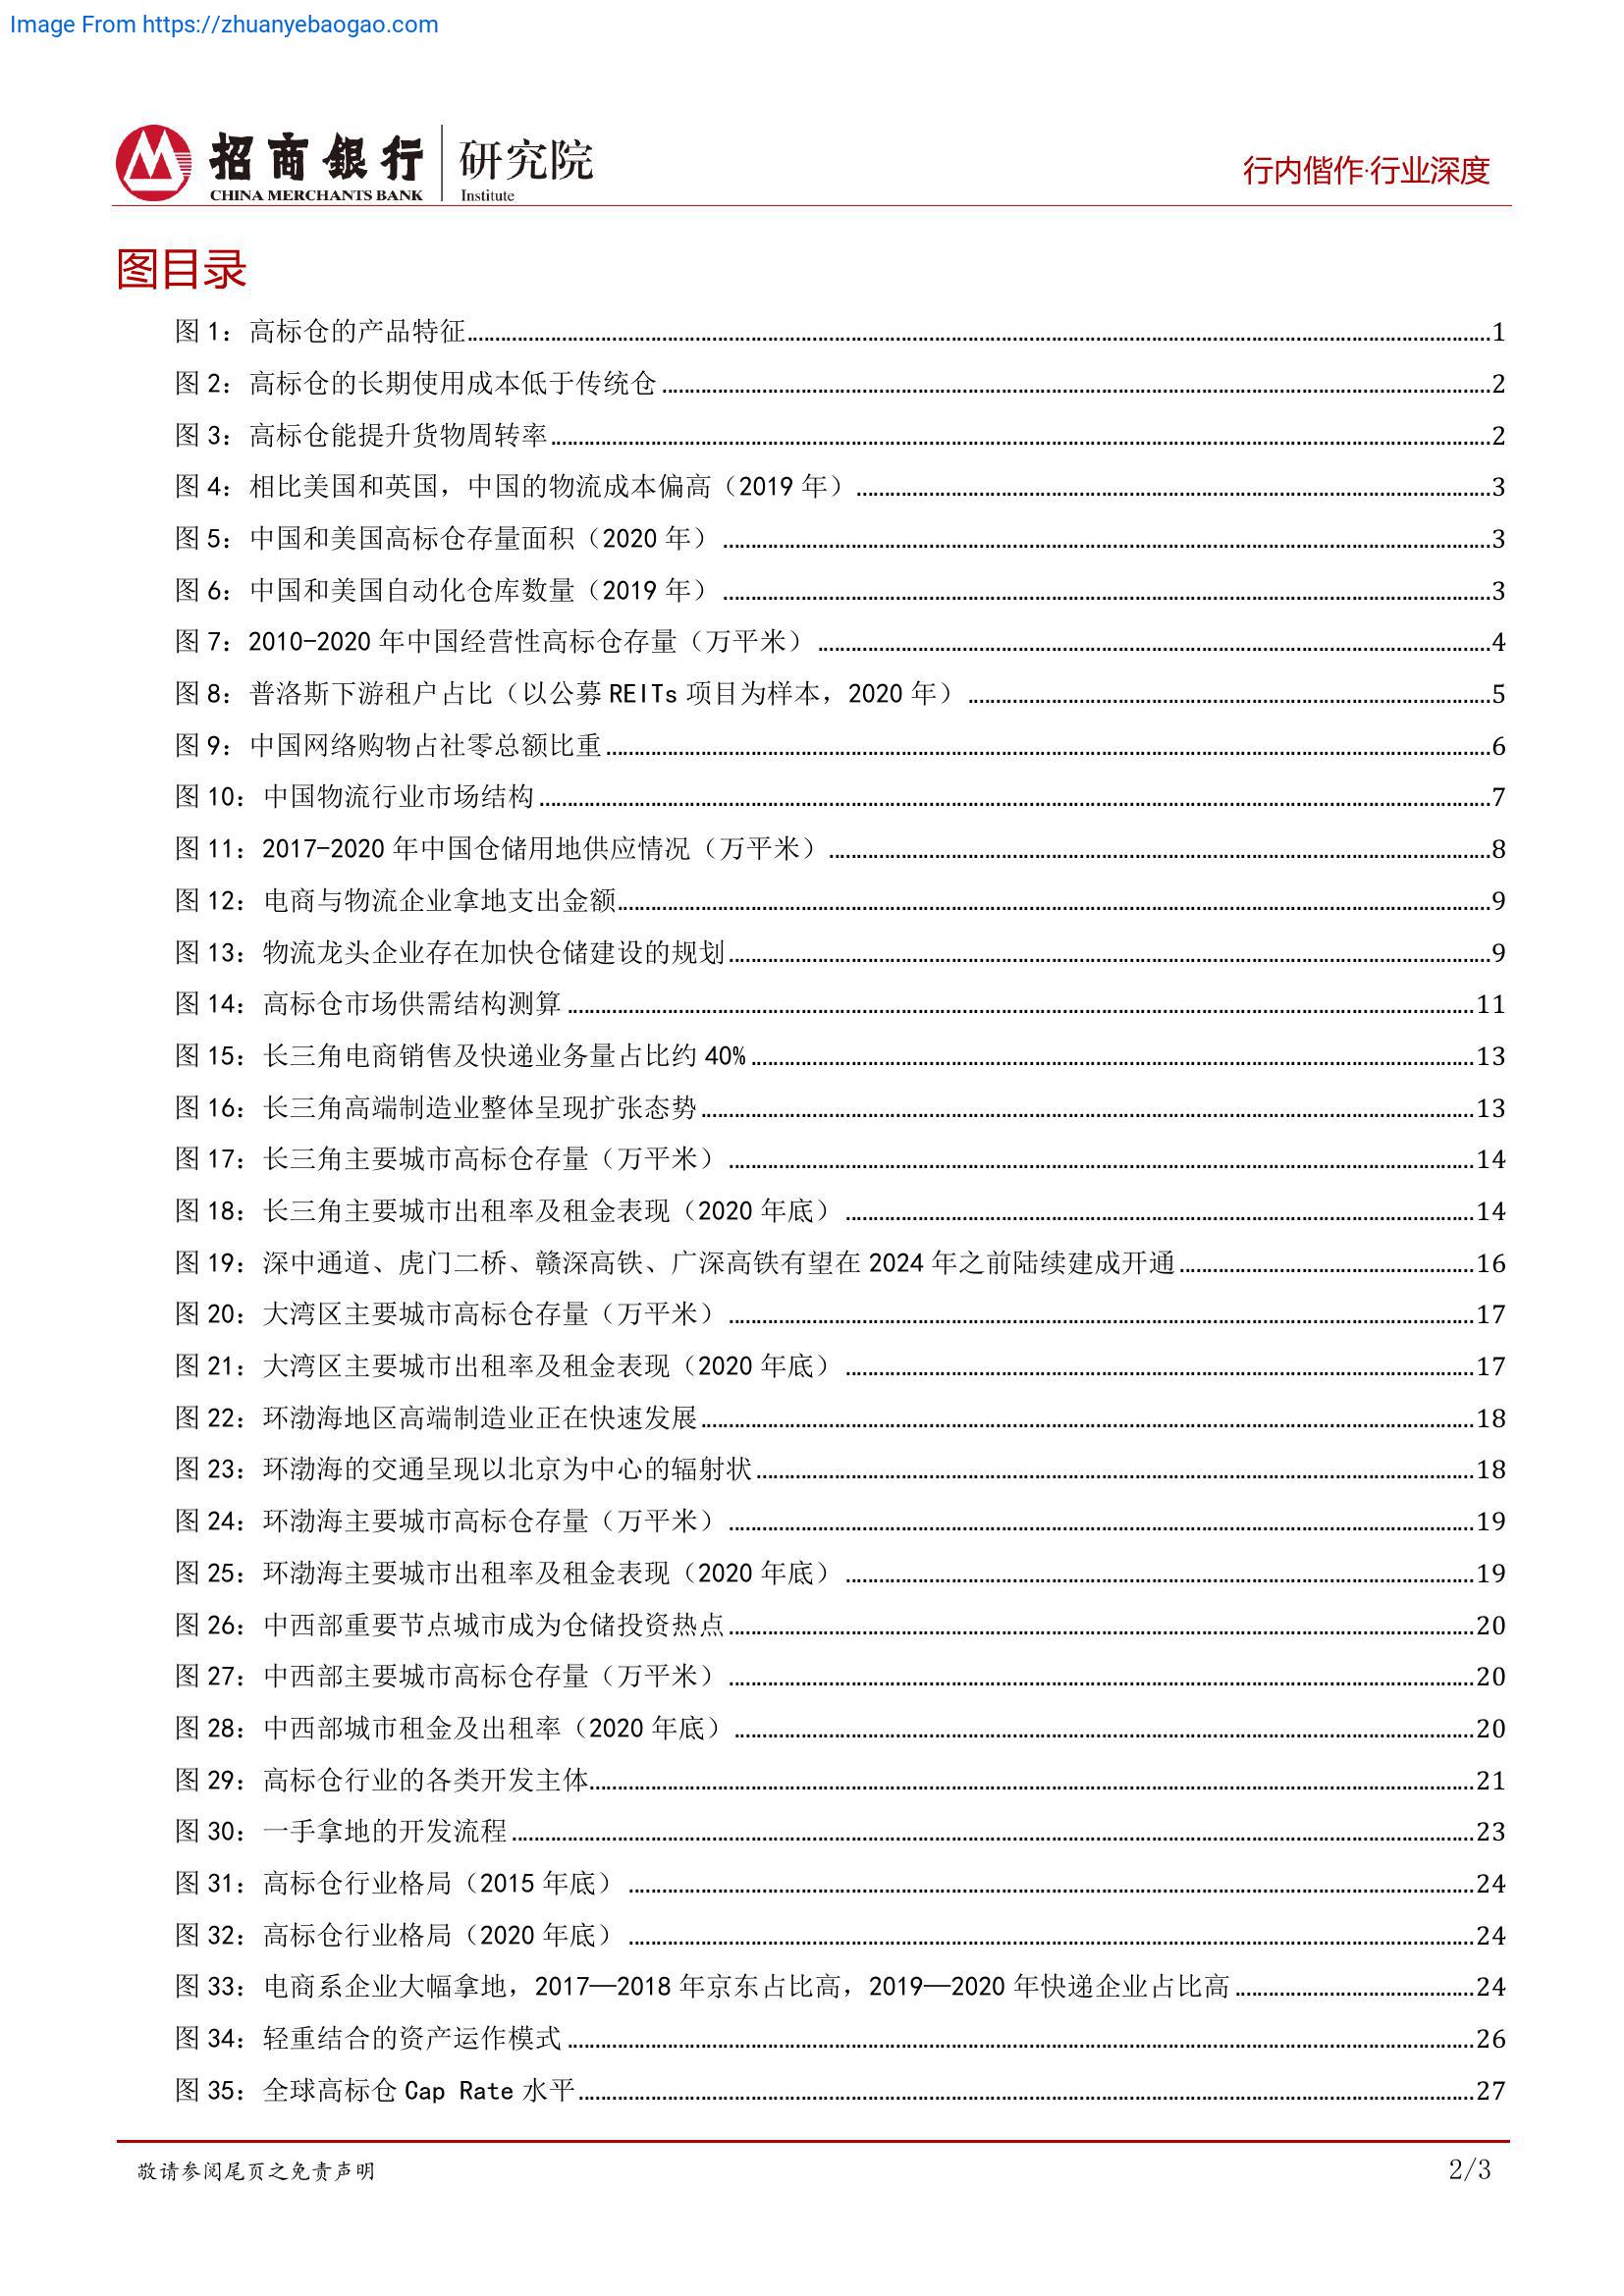 Image From https://zhuanyebaogao.com
招商銀行 研究院
CHINA MERCHANTS BANK Institute
行内偕作·行业深度
图目录
图 1：高标仓的产品特征1
图 2：高标仓的长期使用成本低于传统仓2
图 3：高标仓能提升货物周转率2
图 4：相比美国和英国，中国的物流成本偏高（2019 年）3
图 5：中国和美国高标仓存量面积（2020 年）3
图 6：中国和美国自动化仓库数量（2019 年）3
图 7：2010-2020 年中国经营性高标仓存量（万平米）4
图 8：普洛斯下游租户占比（以公募 REITs 项目为样本，2020 年）5
图 9：中国网络购物占社零总额比重6
图 10：中国物流行业市场结构7
图 11：2017-2020 年中国仓储用地供应情况（万平米）8
图 12：电商与物流企业拿地支出金额9
图 13：物流龙头企业存在加快仓储建设的规划9
图 14：高标仓市场供需结构测算11
图 15：长三角电商销售及快递业务量占比约 40%13
图 16：长三角高端制造业整体呈现扩张态势13
图 17：长三角主要城市高标仓存量（万平米）14
图 18：长三角主要城市出租率及租金表现（2020 年底）14
图 19：深中通道、虎门二桥、赣深高铁、广深高铁有望在 2024 年之前陆续建成开通16
图 20：大湾区主要城市高标仓存量（万平米）17
图 21：大湾区主要城市出租率及租金表现（2020 年底）17
图 22：环渤海地区高端制造业正在快速发展18
图 23：环渤海的交通呈现以北京为中心的辐射状18
图 24：环渤海主要城市高标仓存量（万平米）19
图 25：环渤海主要城市出租率及租金表现（2020 年底）19
图 26：中西部重要节点城市成为仓储投资热点20
图 27：中西部主要城市高标仓存量（万平米）20
图 28：中西部城市租金及出租率（2020 年底）20
图 29：高标仓行业的各类开发主体21
图 30：一手拿地的开发流程23
图 31：高标仓行业格局（2015 年底）24
图 32：高标仓行业格局（2020 年底）24
图 33：电商系企业大幅拿地，2017—2018 年京东占比高，2019—2020 年快递企业占比高24
图 34：轻重结合的资产运作模式26
图 35：全球高标仓 Cap Rate 水平27
敬请参阅尾页之免责声明
2/3